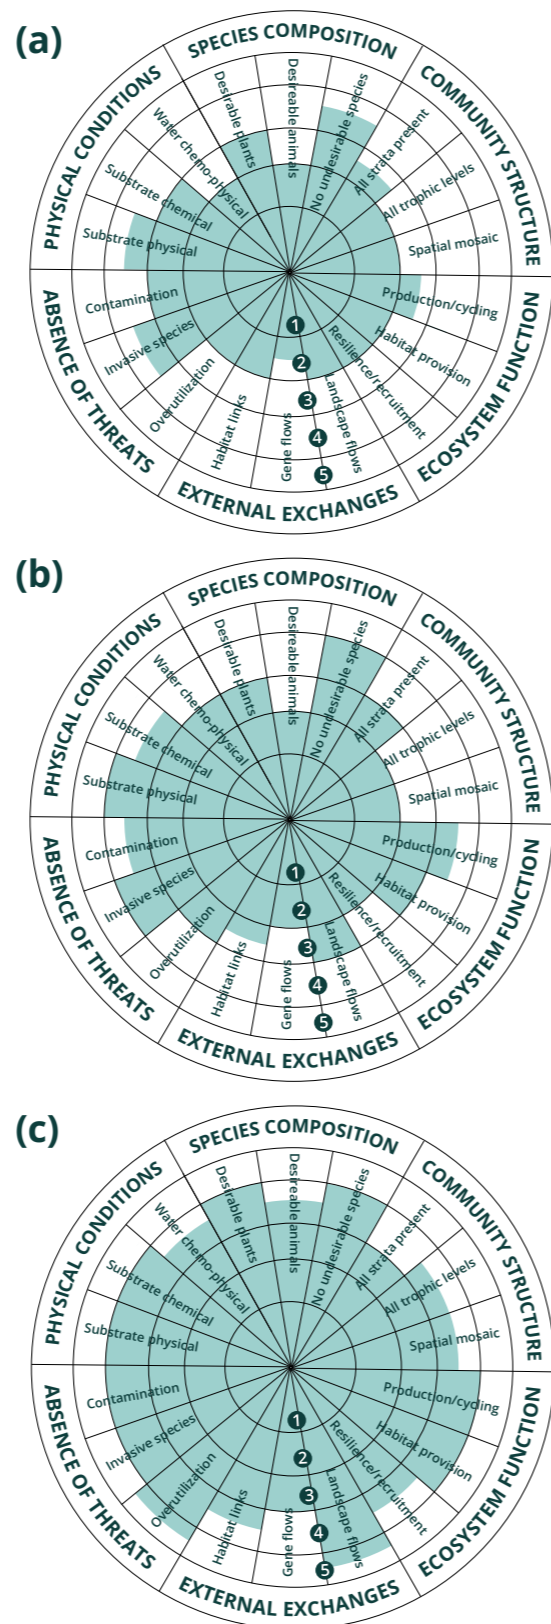 (a)
SPECIES COMPOSITION
COMMUNITY STRUCTURE
ECOSYSTEM FUNCTION
EXTERNAL EXCHANGES
ABSENCE OF THREATS
PHYSICAL CONDITIONS
Desirable plants
Desireable animals
No undesirable species
All strata present
All trophic levels
Spatial mosaic
Production/cycling
Habitat provision
Resilience/recruitment
Landscape flows
Gene flows
Habitat links
Overutilization
Invasive species
Contamination
Substrate physical
Substrate chemical
Water chemo-physical
1
2
3
4
5
(b)
SPECIES COMPOSITION
COMMUNITY STRUCTURE
ECOSYSTEM FUNCTION
EXTERNAL EXCHANGES
ABSENCE OF THREATS
PHYSICAL CONDITIONS
Desirable plants
Desireable animals
No undesirable species
All strata present
All trophic levels
Spatial mosaic
Production/cycling
Habitat provision
Resilience/recruitment
Landscape flows
Gene flows
Habitat links
Overutilization
Invasive species
Contamination
Substrate physical
Substrate chemical
Water chemo-physical
1
2
3
4
5
(c)
SPECIES COMPOSITION
COMMUNITY STRUCTURE
ECOSYSTEM FUNCTION
EXTERNAL EXCHANGES
ABSENCE OF THREATS
PHYSICAL CONDITIONS
Desirable plants
Desireable animals
No undesirable species
All strata present
All trophic levels
Spatial mosaic
Production/cycling
Habitat provision
Resilience/recruitment
Landscape flows
Gene flows
Habitat links
Overutilization
Invasive species
Contamination
Substrate physical
Substrate chemical
Water chemo-physical
1
2
3
4
5